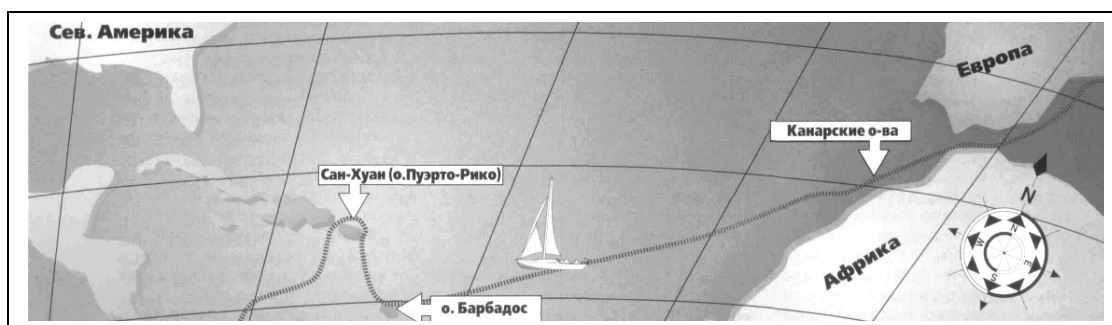 Сев. Америка
Европа
Канарские о-ва
Сан-Хуан (о.Пуэрто-Рико)
N
Африка
N
W
E
S
о. Барбадос